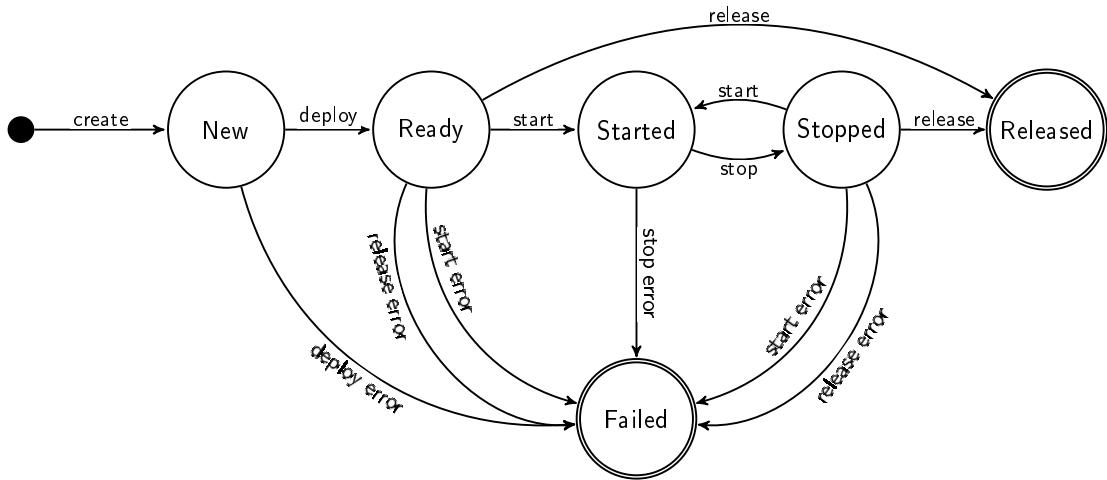 release
create
New
deploy
Ready
start
Started
start
stop
Stopped
release
Released
deploy error
release error
start error
stop error
start error
release error
Failed